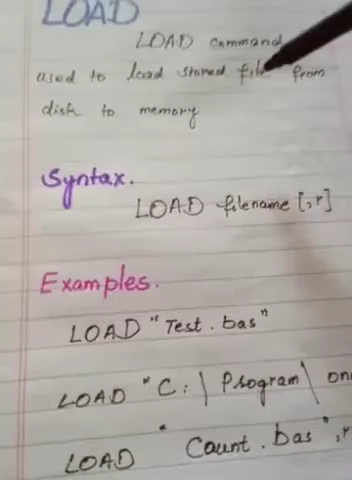 LOAD
LOAD command
used to load stored file from
disk to memory
Syntax.
LOAD filename [,r]
Examples.
LOAD "Test.bas"
LOAD "C:\Program\ on
LOAD "Count.bas",r